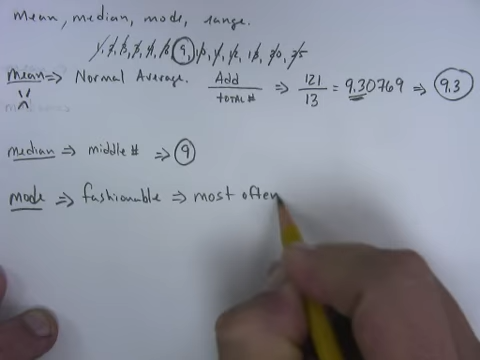 Mean, median, mode, range.
9,
mean => Normal Average. Add / TOTAL # => 121 / 13 = 9.30769 => 9.3
median => middle # => 9
mode => fashionable => most often